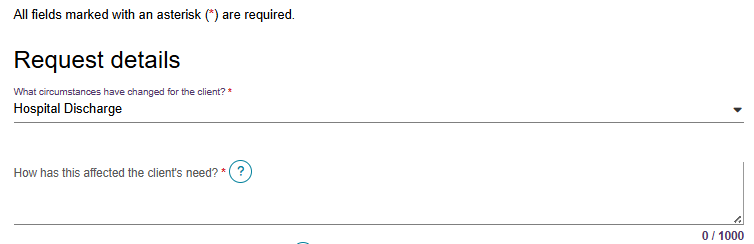 All fields marked with an asterisk (*) are required.
Request details
What circumstances have changed for the client? *
Hospital Discharge
How has this affected the client's need? * ?
0 / 1000